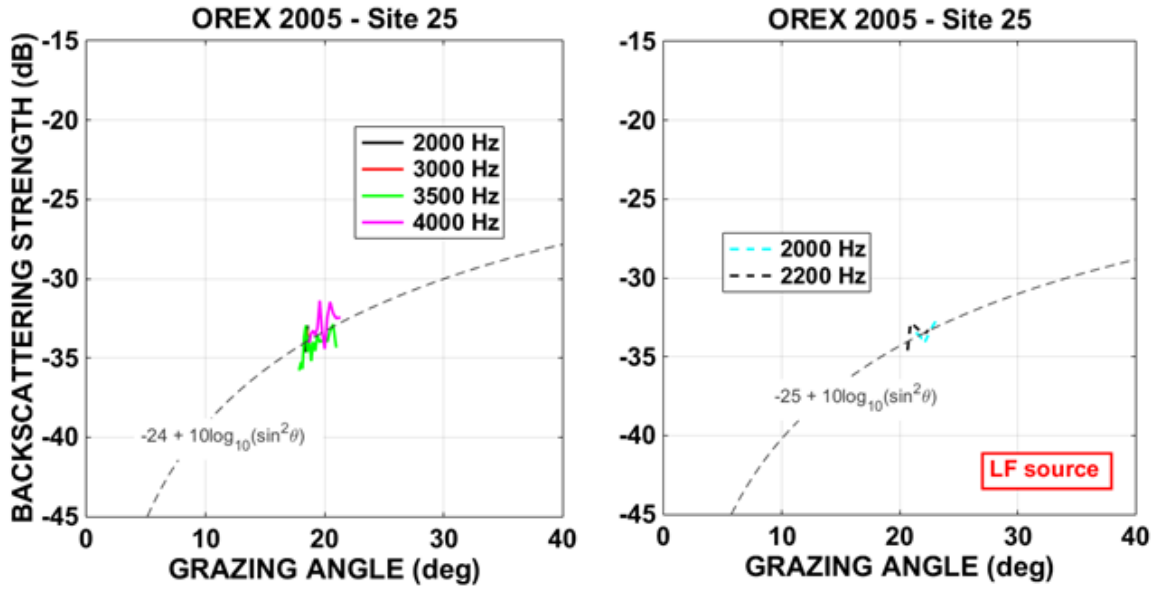 OREX 2005 - Site 25
BACKSCATTERING STRENGTH (dB)
-15
-20
-25
-30
-35
-40
-45
2000 Hz
3000 Hz
3500 Hz
4000 Hz
-24 + 10log10(sin²θ)
0 10 20 30 40
GRAZING ANGLE (deg)
OREX 2005 - Site 25
-15
-20
-25
-30
-35
-40
-45
2000 Hz
2200 Hz
-25 + 10log10(sin²θ)
LF source
0 10 20 30 40
GRAZING ANGLE (deg)